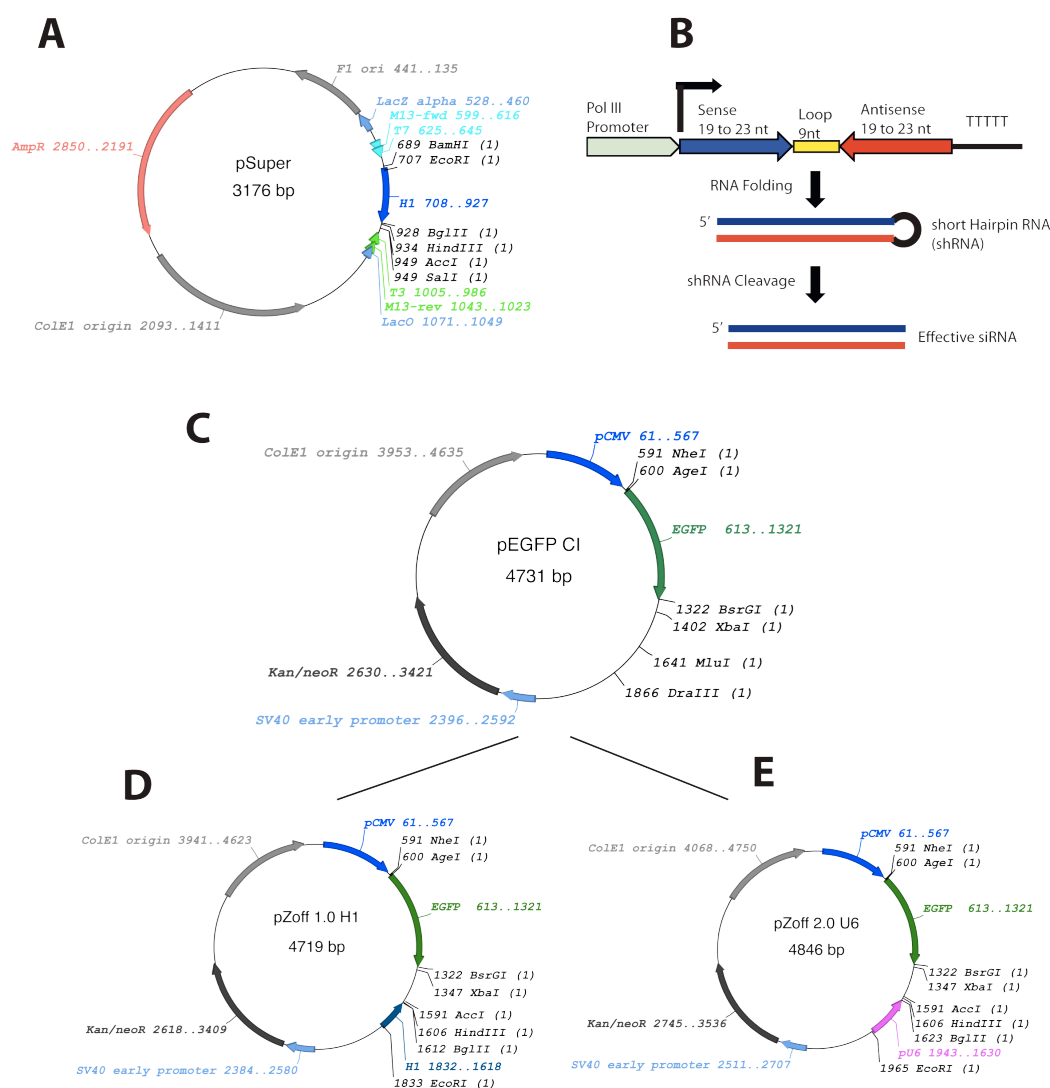 A
F1 ori 441..135
LacZ alpha 528..460
M13-fwd 599..616
T7 625..645
689 BamHI (1)
707 EcoRI (1)
AmpR 2850..2191
pSuper
3176 bp
H1 708..927
928 BglII (1)
934 HindIII (1)
949 AccI (1)
949 SalI (1)
T3 1005..986
M13-rev 1043..1023
LacO 1071..1049
ColE1 origin 2093..1411
B
Pol III
Promoter
Sense
19 to 23 nt
Loop
9nt
Antisense
19 to 23 nt
TTTTT
RNA Folding
5'
short Hairpin RNA
(shRNA)
shRNA Cleavage
5'
Effective siRNA
C
pCMV 61..567
591 NheI (1)
600 AgeI (1)
ColE1 origin 3953..4635
EGFP 613..1321
pEGFP CI
4731 bp
1322 BsrGI (1)
1402 XbaI (1)
1641 MluI (1)
1866 DraIII (1)
Kan/neoR 2630..3421
SV40 early promoter 2396..2592
D
pCMV 61..567
591 NheI (1)
600 AgeI (1)
ColE1 origin 3941..4623
EGFP 613..1321
pZoff 1.0 H1
4719 bp
1322 BsrGI (1)
1347 XbaI (1)
1591 AccI (1)
1606 HindIII (1)
1612 BglII (1)
H1 1832..1618
1833 EcoRI (1)
Kan/neoR 2618..3409
SV40 early promoter 2384..2580
E
pCMV 61..567
591 NheI (1)
600 AgeI (1)
ColE1 origin 4068..4750
EGFP 613..1321
pZoff 2.0 U6
4846 bp
1322 BsrGI (1)
1347 XbaI (1)
1591 AccI (1)
1606 HindIII (1)
1623 BglII (1)
pU6 1943..1630
1965 EcoRI (1)
Kan/neoR 2745..3536
SV40 early promoter 2511..2707